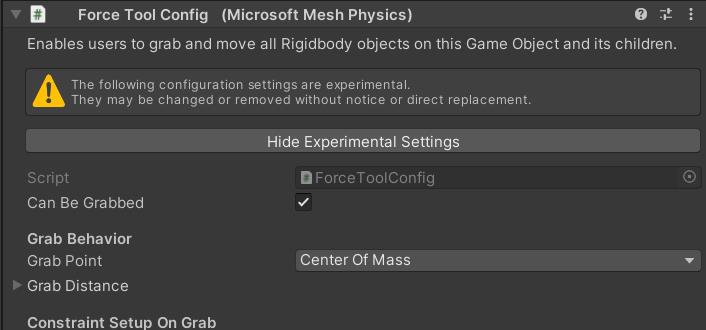 Force Tool Config (Microsoft Mesh Physics)
Enables users to grab and move all Rigidbody objects on this Game Object and its children.
The following configuration settings are experimental.
They may be changed or removed without notice or direct replacement.
Hide Experimental Settings
Script ForceToolConfig
Can Be Grabbed
Grab Behavior
Grab Point Center Of Mass
Grab Distance
Constraint Setup On Grab